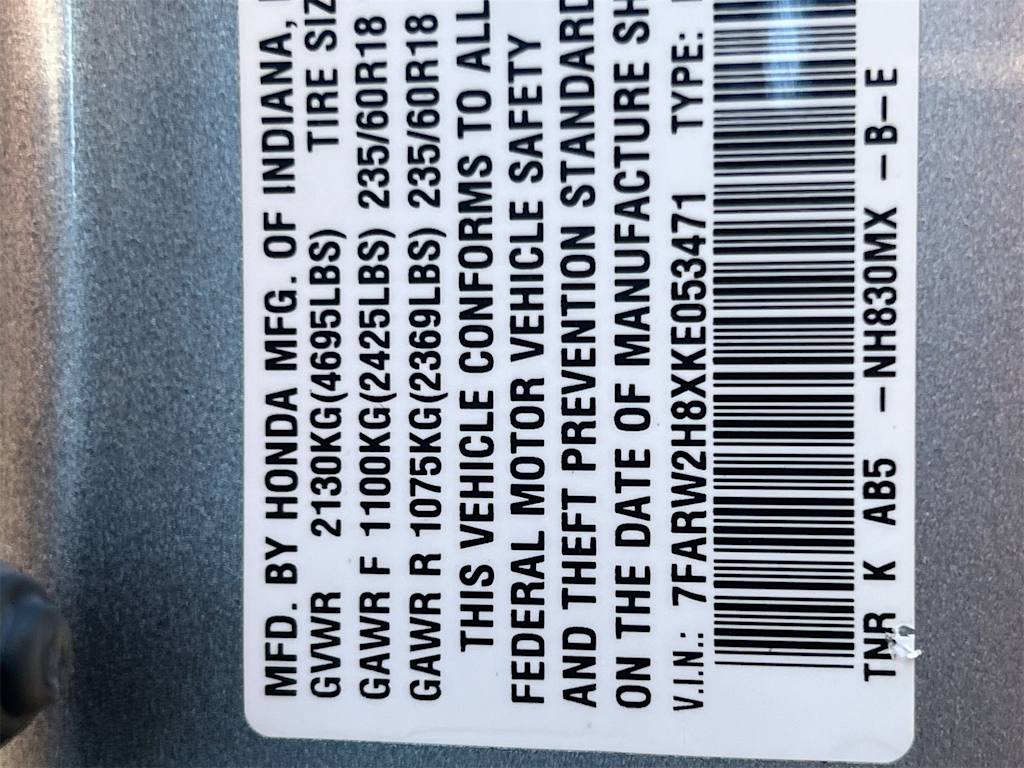 MFD. BY HONDA MFG. OF INDIANA,
GVWR 2130KG(4695LBS) TIRE SIZ
GAWR F 1100KG(2425LBS) 235/60R18
GAWR R 1075KG(2369LBS) 235/60R18
THIS VEHICLE CONFORMS TO ALL
FEDERAL MOTOR VEHICLE SAFETY
AND THEFT PREVENTION STANDARD
ON THE DATE OF MANUFACTURE SH
V.I.N.: 7FARW2H8XKE053471 TYPE:
TNR K AB5 –NH830MX –B–E